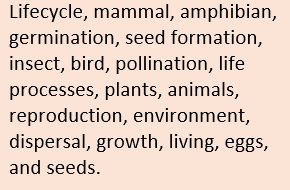 Lifecycle, mammal, amphibian,
germination, seed formation,
insect, bird, pollination, life
processes, plants, animals,
reproduction, environment,
dispersal, growth, living, eggs,
and seeds.